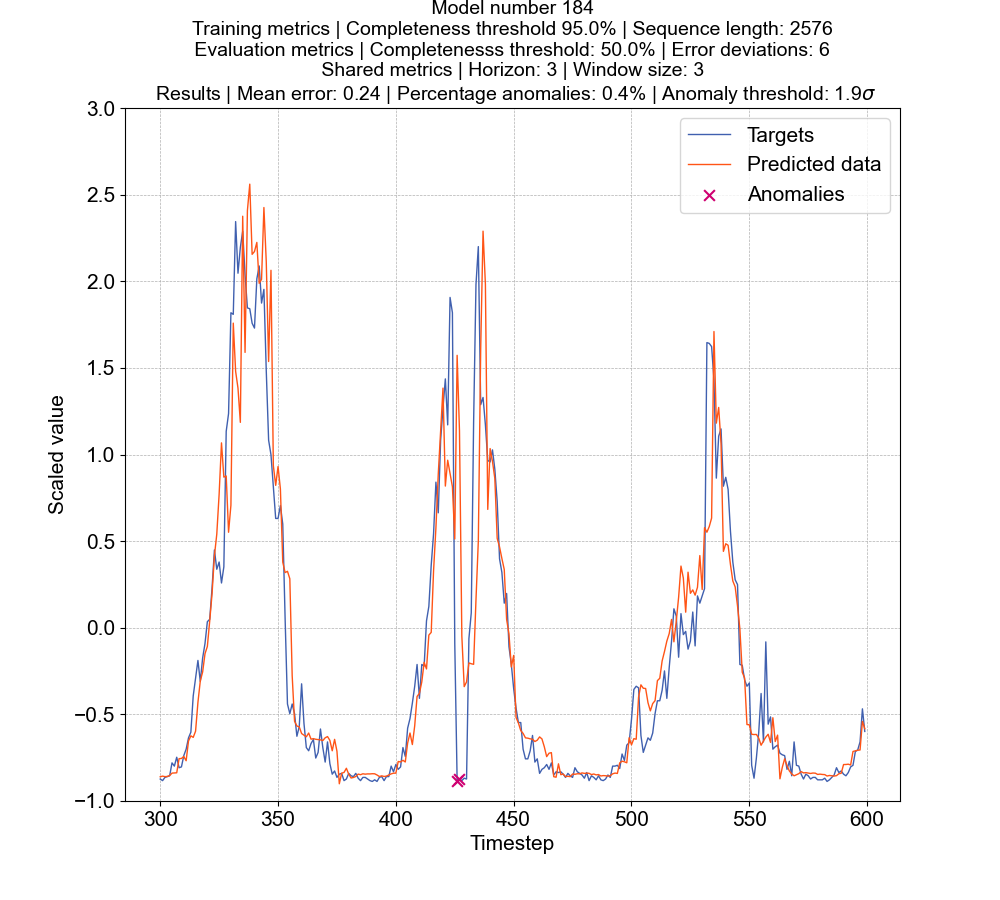 Model number 184
Training metrics | Completeness threshold 95.0% | Sequence length: 2576
Evaluation metrics | Completenesss threshold: 50.0% | Error deviations: 6
Shared metrics | Horizon: 3 | Window size: 3
Results | Mean error: 0.24 | Percentage anomalies: 0.4% | Anomaly threshold: 1.9σ
Targets
Predicted data
Anomalies
3.0
2.5
2.0
1.5
1.0
0.5
0.0
−0.5
−1.0
Scaled value
300 350 400 450 500 550 600
Timestep